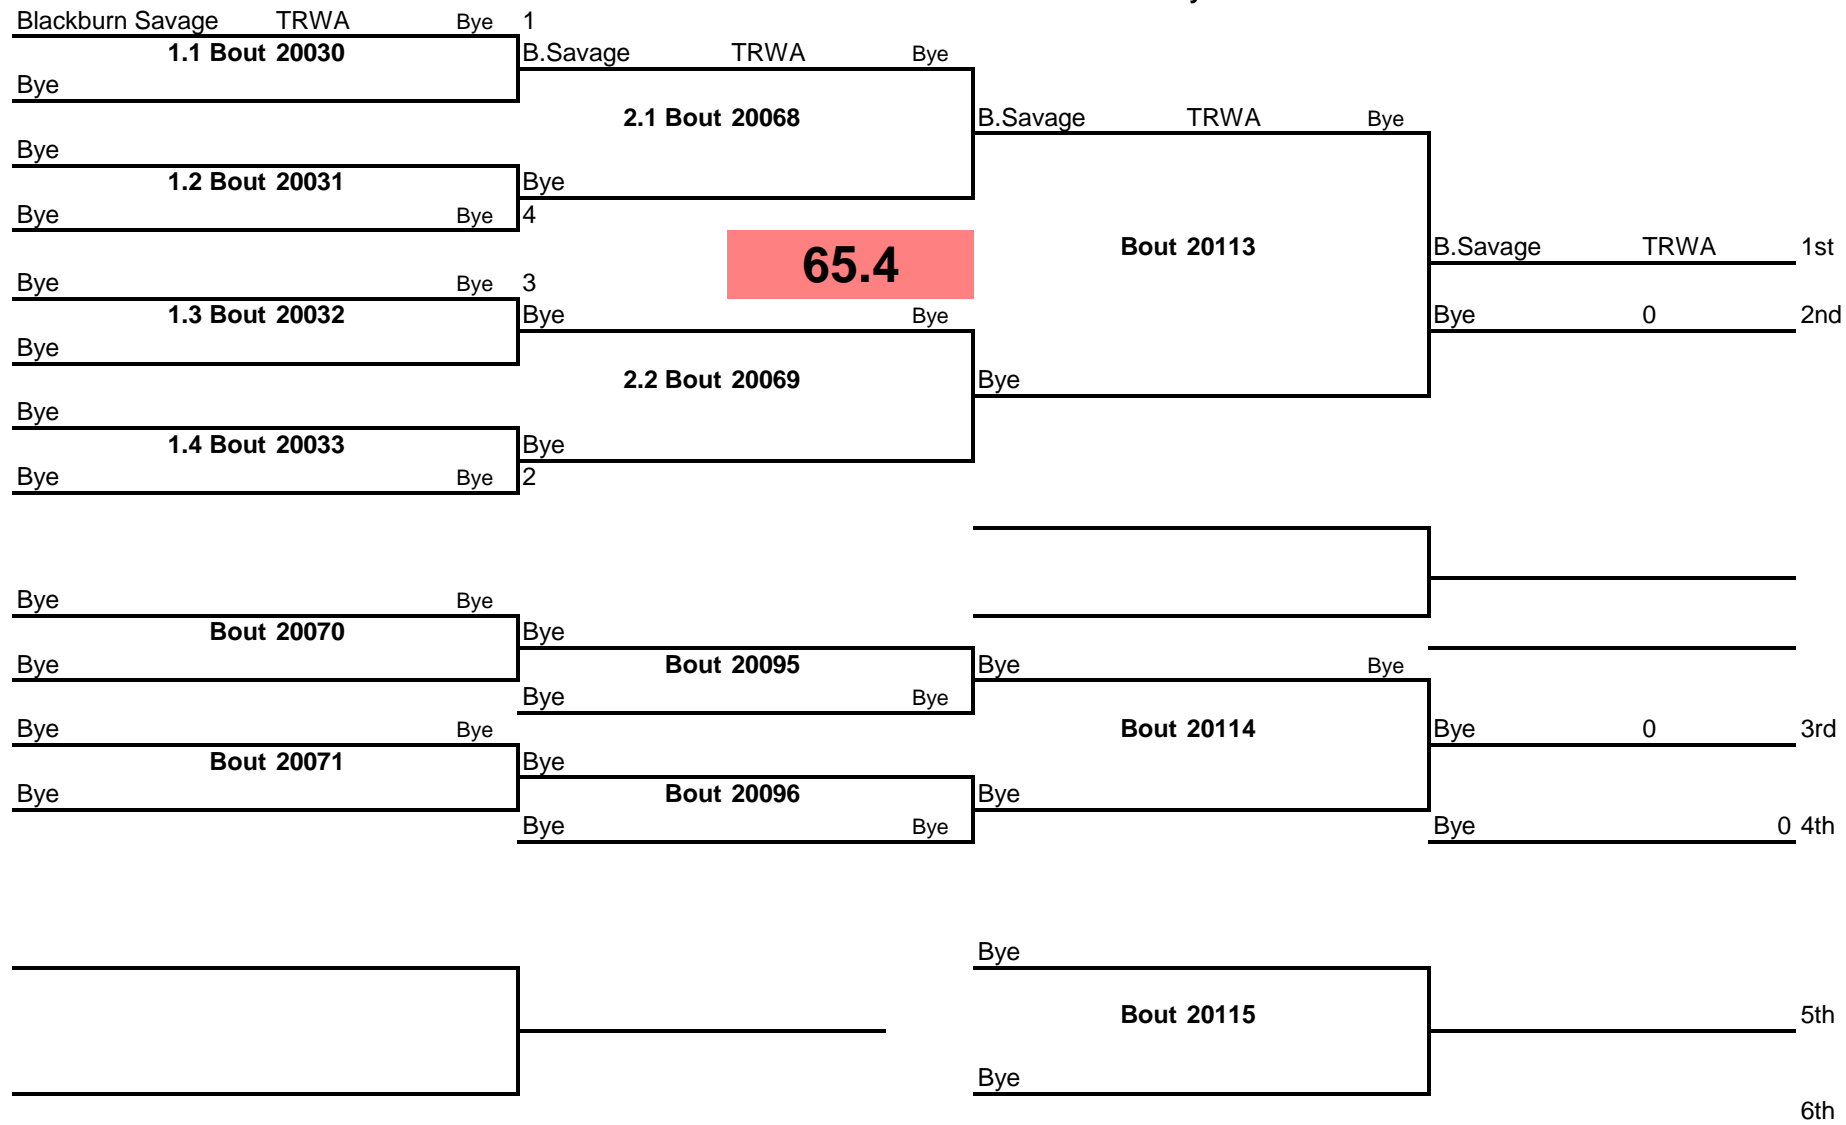 Blackburn Savage TRWA Bye 1
1.1 Bout 20030 B.Savage TRWA Bye
Bye
2.1 Bout 20068 B.Savage TRWA Bye
Bye
1.2 Bout 20031 Bye
Bye Bye 4
65.4 Bout 20113 B.Savage TRWA 1st
Bye Bye 3
1.3 Bout 20032 Bye Bye Bye 0 2nd
Bye
2.2 Bout 20069 Bye
Bye
1.4 Bout 20033 Bye
Bye Bye 2
Bye Bye
Bout 20070 Bye
Bye Bout 20095 Bye Bye
Bye Bye
Bye Bye Bout 20114 Bye 0 3rd
Bout 20071 Bye
Bye Bout 20096 Bye
Bye Bye Bye 0 4th
Bye
Bout 20115 5th
Bye
6th